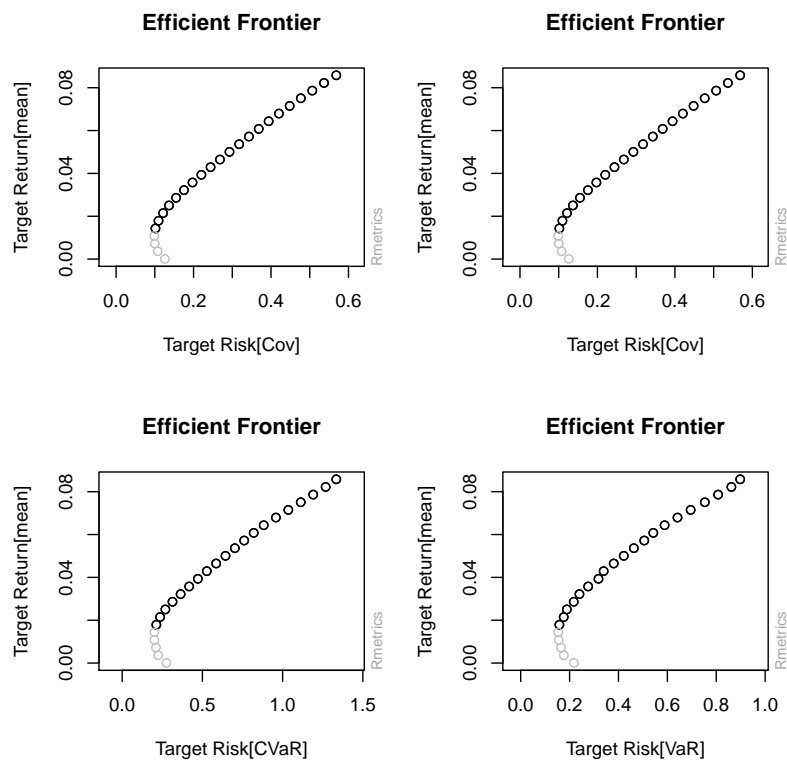 Efficient Frontier
Target Return[mean]
0.08
0.04
0.00
Rmetrics
0.0 0.2 0.4 0.6
Target Risk[Cov]
Efficient Frontier
Target Return[mean]
0.08
0.04
0.00
Rmetrics
0.0 0.2 0.4 0.6
Target Risk[Cov]
Efficient Frontier
Target Return[mean]
0.08
0.04
0.00
Rmetrics
0.0 0.5 1.0 1.5
Target Risk[CVaR]
Efficient Frontier
Target Return[mean]
0.08
0.04
0.00
Rmetrics
0.0 0.2 0.4 0.6 0.8 1.0
Target Risk[VaR]